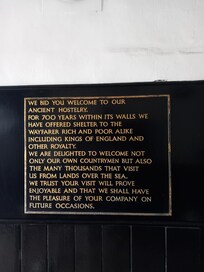 WE BID YOU WELCOME TO OUR
ANCIENT HOSTELRY.
FOR 700 YEARS WITHIN ITS WALLS WE
HAVE OFFERED SHELTER TO THE
WAYFARER RICH AND POOR ALIKE
INCLUDING KINGS OF ENGLAND AND
OTHER ROYALTY.
WE ARE DELIGHTED TO WELCOME NOT
ONLY OUR OWN COUNTRYMEN BUT ALSO
THE MANY THOUSANDS THAT VISIT
US FROM LANDS OVER THE SEA.
WE TRUST YOUR VISIT WILL PROVE
ENJOYABLE AND THAT WE SHALL HAVE
THE PLEASURE OF YOUR COMPANY ON
FUTURE OCCASIONS.